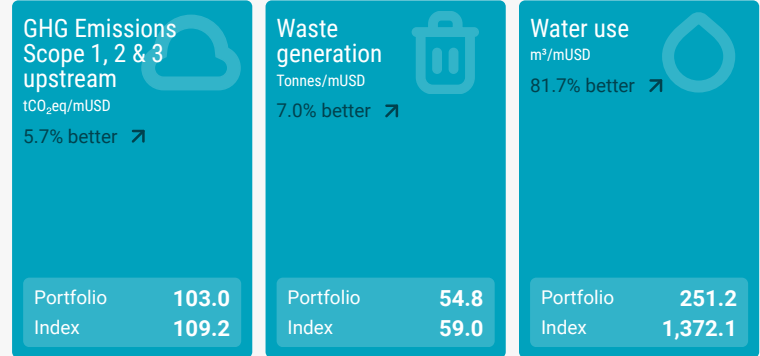 GHG Emissions
Scope 1, 2 & 3
upstream
tCO₂eq/mUSD
5.7% better
Portfolio 103.0
Index 109.2
Waste
generation
Tonnes/mUSD
7.0% better
Portfolio 54.8
Index 59.0
Water use
m³/mUSD
81.7% better
Portfolio 251.2
Index 1,372.1